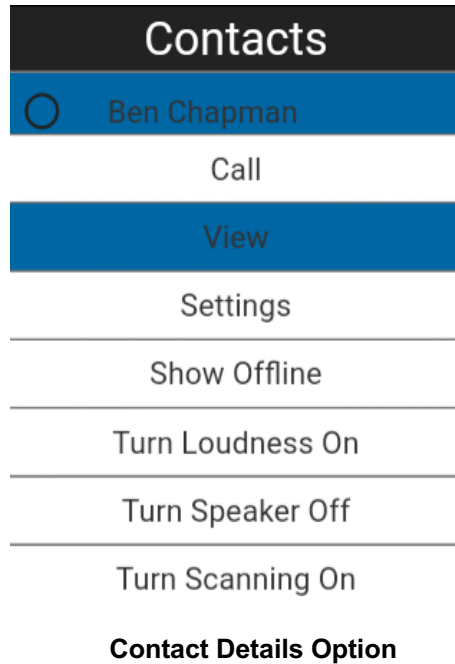 Contacts
Ben Chapman
Call
View
Settings
Show Offline
Turn Loudness On
Turn Speaker Off
Turn Scanning On
Contact Details Option